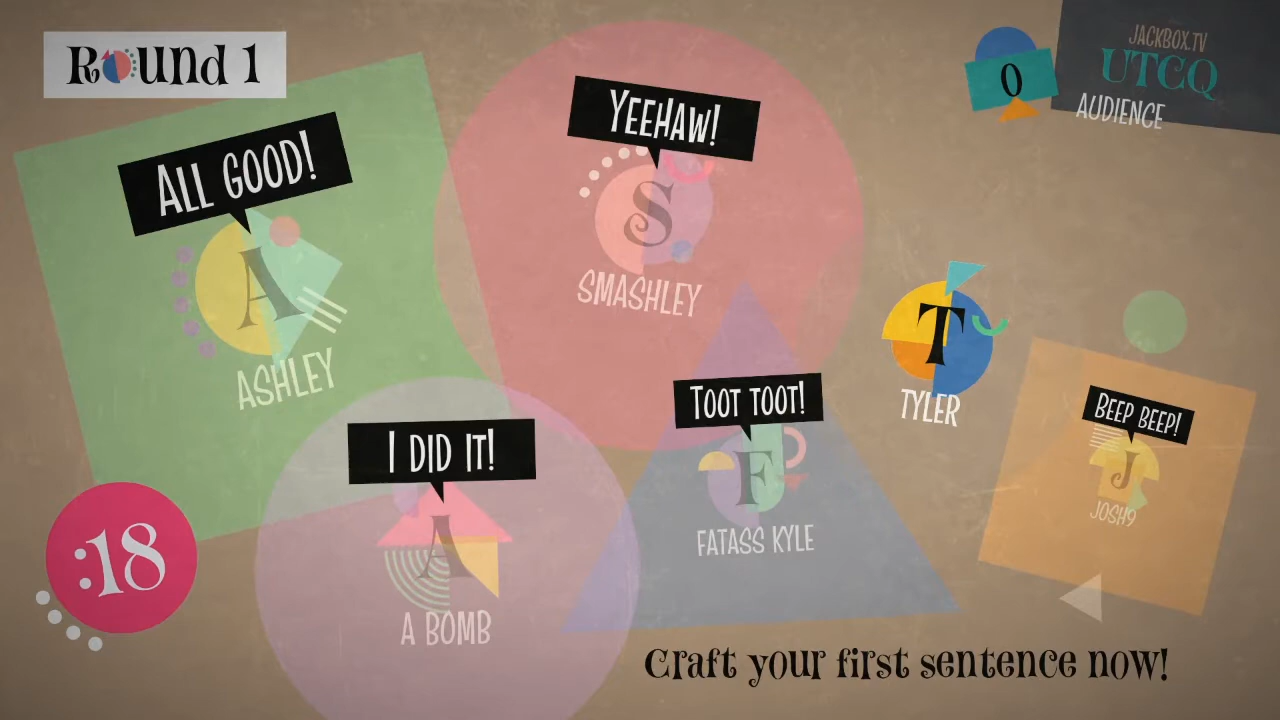 Round 1
JACKBOX.TV
UTCQ
0
AUDIENCE
ALL GOOD!
A
ASHLEY
YEEHAW!
S
SMASHLEY
T
TYLER
I DID IT!
A
A BOMB
TOOT TOOT!
F
FATASS KYLE
BEEP BEEP!
J
JOSH9
:18
Craft your first sentence now!